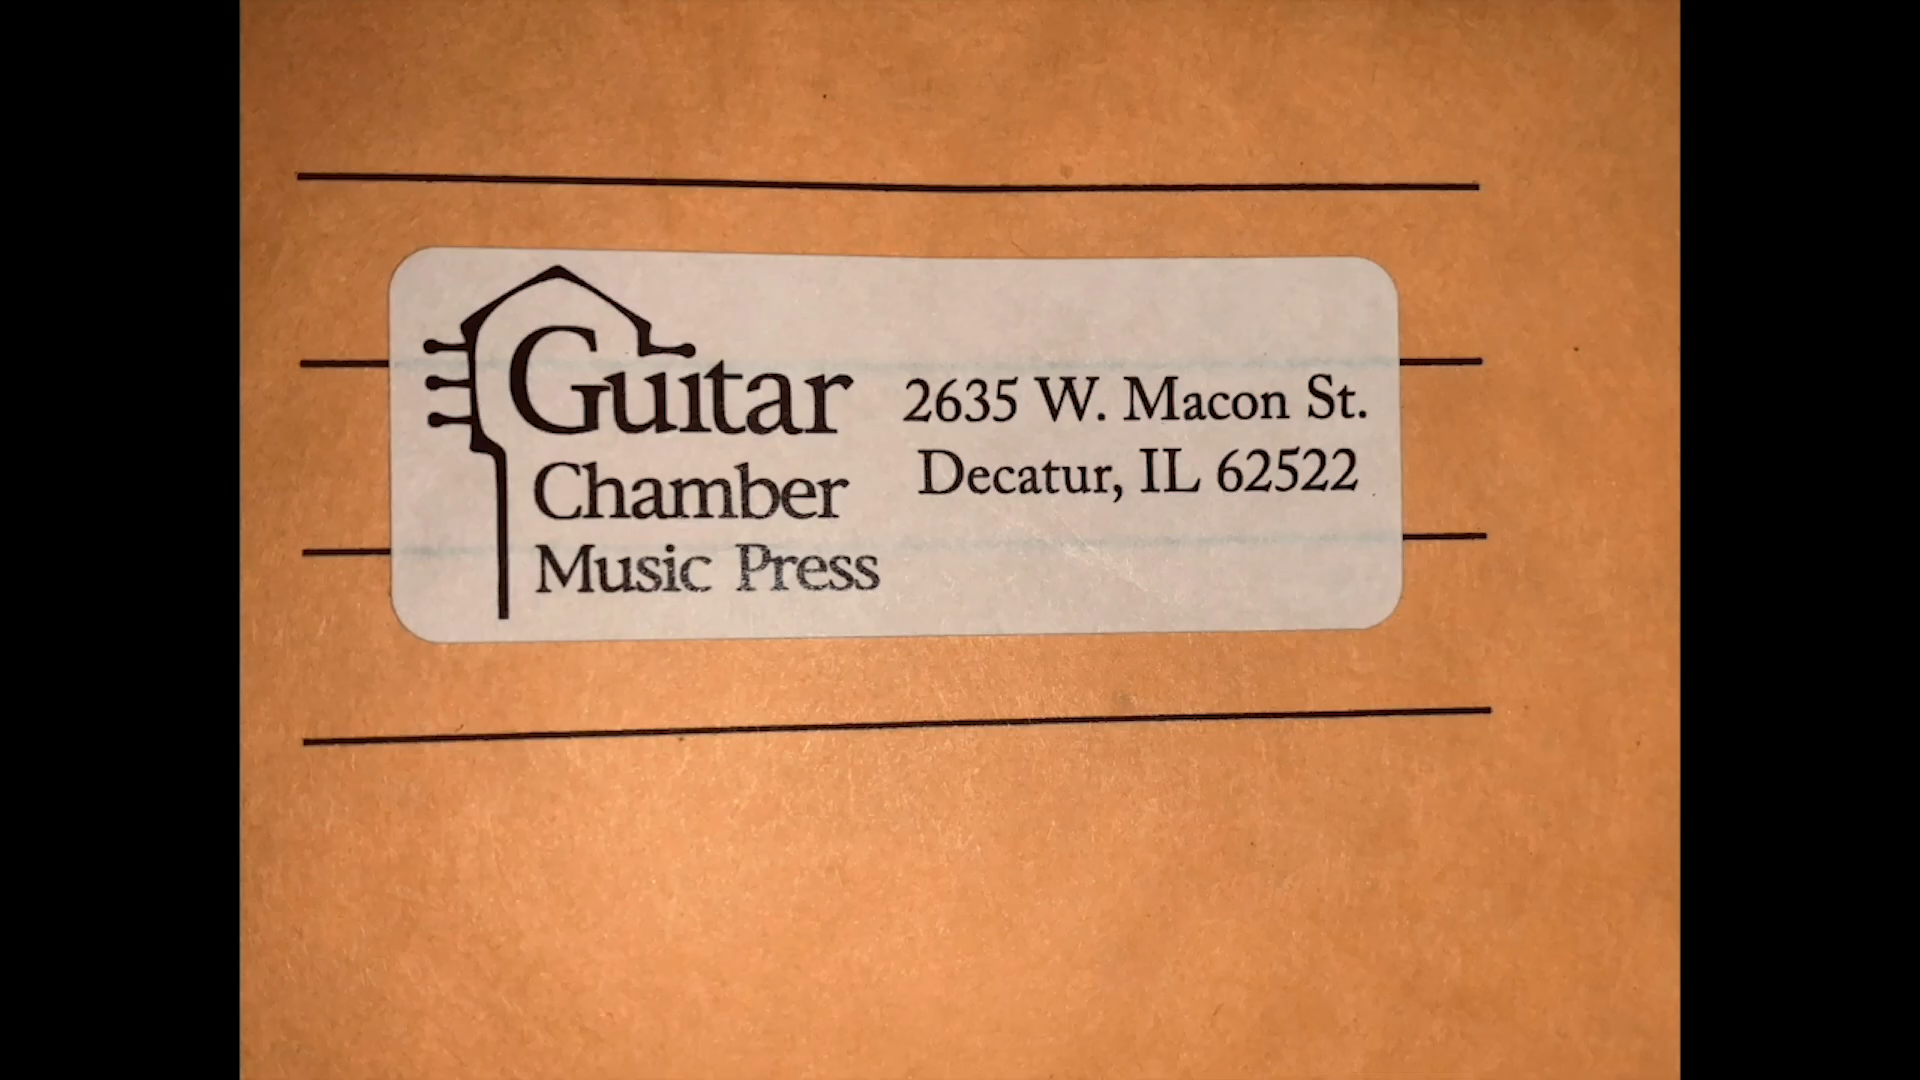 Guitar
Chamber
Music Press
2635 W. Macon St.
Decatur, IL 62522